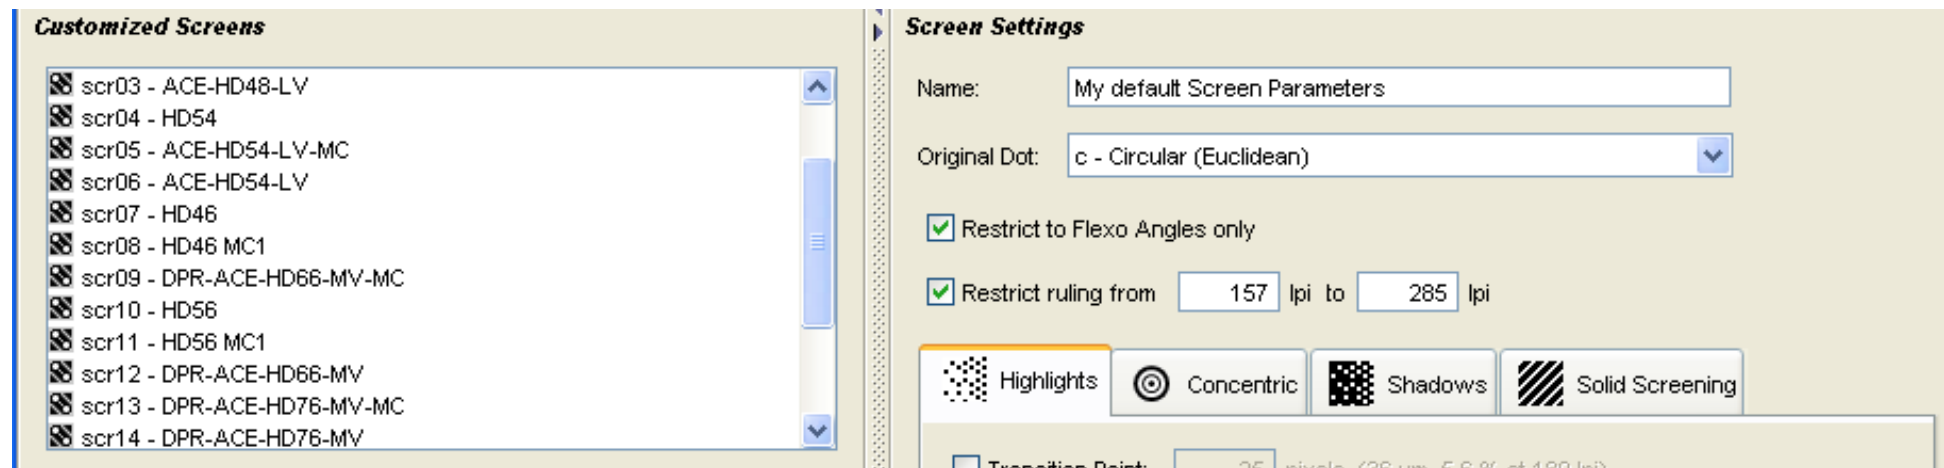 Customized Screens
scr03 - ACE-HD48-LV
scr04 - HD54
scr05 - ACE-HD54-LV-MC
scr06 - ACE-HD54-LV
scr07 - HD46
scr08 - HD46 MC1
scr09 - DPR-ACE-HD66-MV-MC
scr10 - HD56
scr11 - HD56 MC1
scr12 - DPR-ACE-HD66-MV
scr13 - DPR-ACE-HD76-MV-MC
scr14 - DPR-ACE-HD76-MV
Screen Settings
Name: My default Screen Parameters
Original Dot: c - Circular (Euclidean)
Restrict to Flexo Angles only
Restrict ruling from 157 lpi to 285 lpi
Highlights Concentric Shadows Solid Screening
Transition Point: